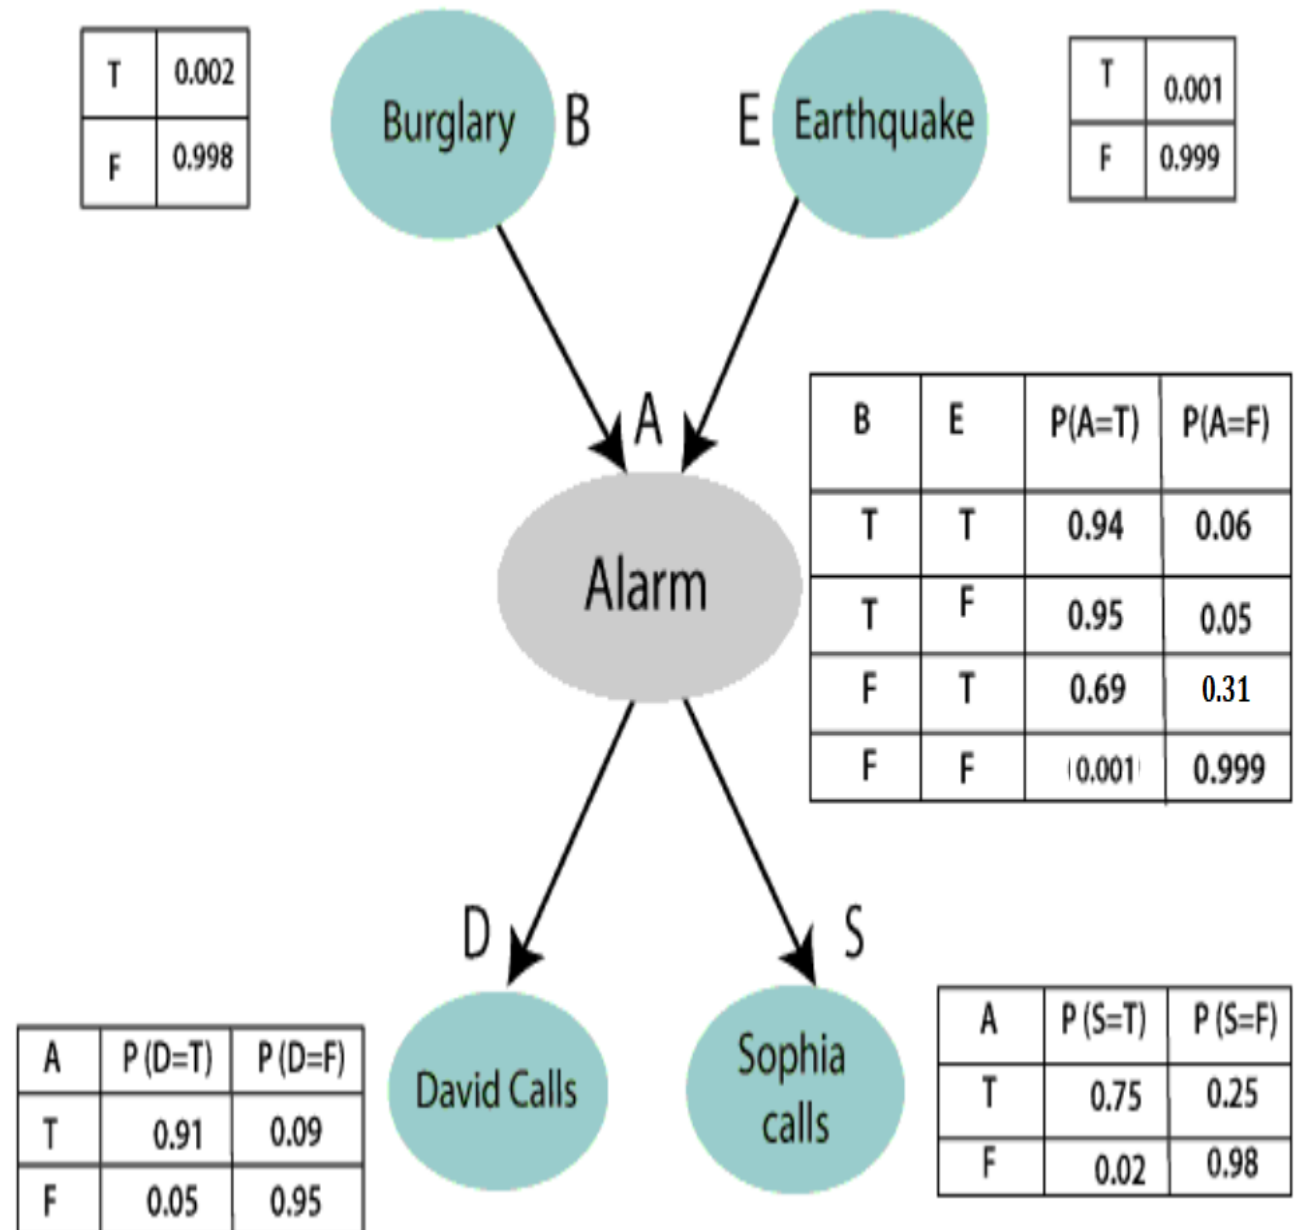 T 0.002
F 0.998
Burglary B
E Earthquake
T 0.001
F 0.999
A
B E P(A=T) P(A=F)
T T 0.94 0.06
T F 0.95 0.05
F T 0.69 0.31
F F 0.001 0.999
Alarm
D
S
A P (D=T) P (D=F)
T 0.91 0.09
F 0.05 0.95
David Calls
Sophia
calls
A P (S=T) P (S=F)
T 0.75 0.25
F 0.02 0.98